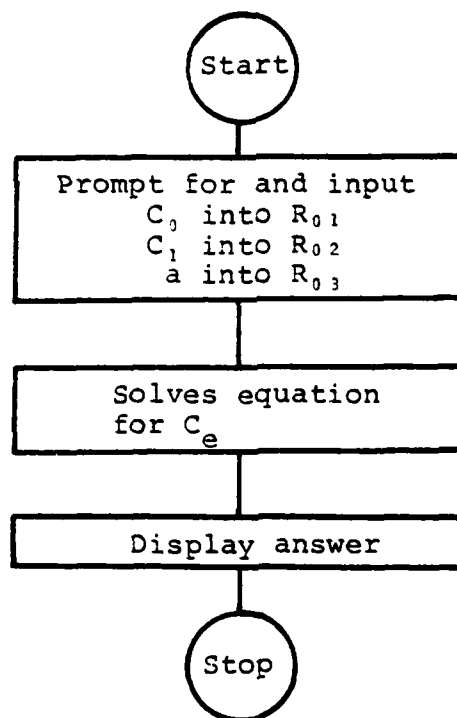 Start
Prompt for and input
C₀ into R₀₁
C₁ into R₀₂
a into R₀₃
Solves equation
for Cₑ
Display answer
Stop